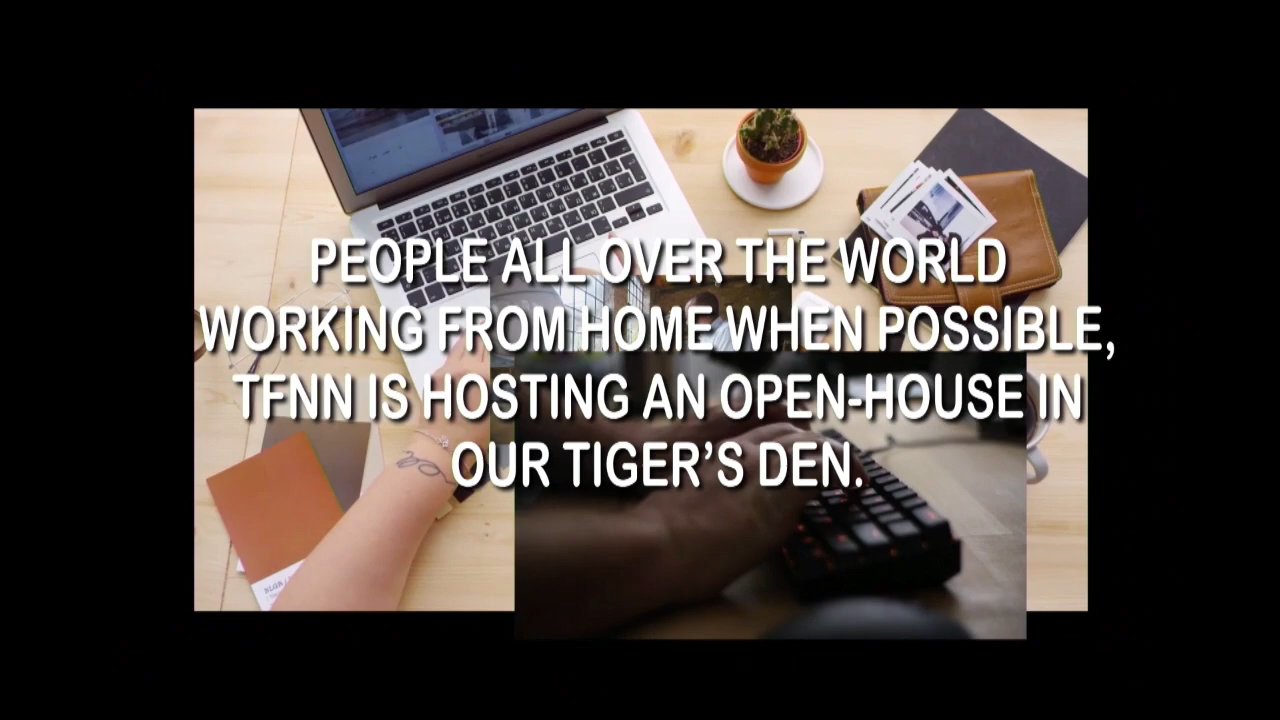 PEOPLE ALL OVER THE WORLD
WORKING FROM HOME WHEN POSSIBLE,
TFNN IS HOSTING AN OPEN-HOUSE IN
OUR TIGER’S DEN.